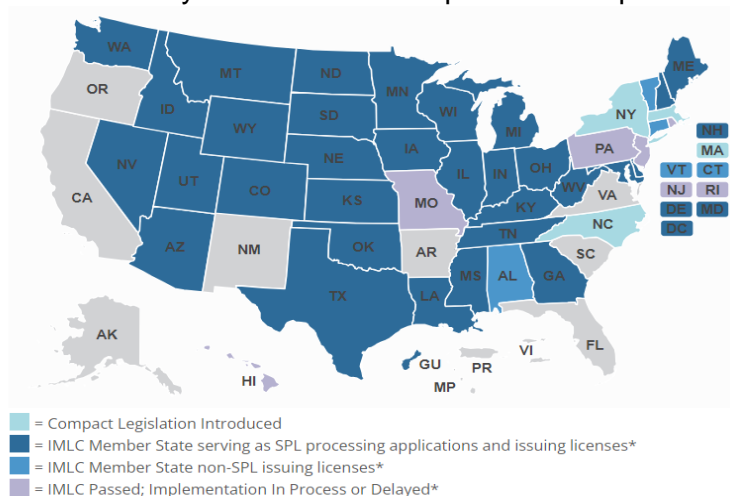 WA
MT
ND
MN
ME
OR
ID
SD
WI
NY
WY
MI
NH
IA
PA
MA
NV
NE
VT CT
UT
IL IN OH
NJ RI
CA
CO
KS
MO
WV
VA
DE MD
KY
DC
AZ
NM
OK
AR
TN
NC
MS AL GA
SC
TX
LA
AK
FL
HI
GU
VI
PR
MP
= Compact Legislation Introduced
= IMLC Member State serving as SPL processing applications and issuing licenses*
= IMLC Member State non-SPL issuing licenses*
= IMLC Passed; Implementation In Process or Delayed*